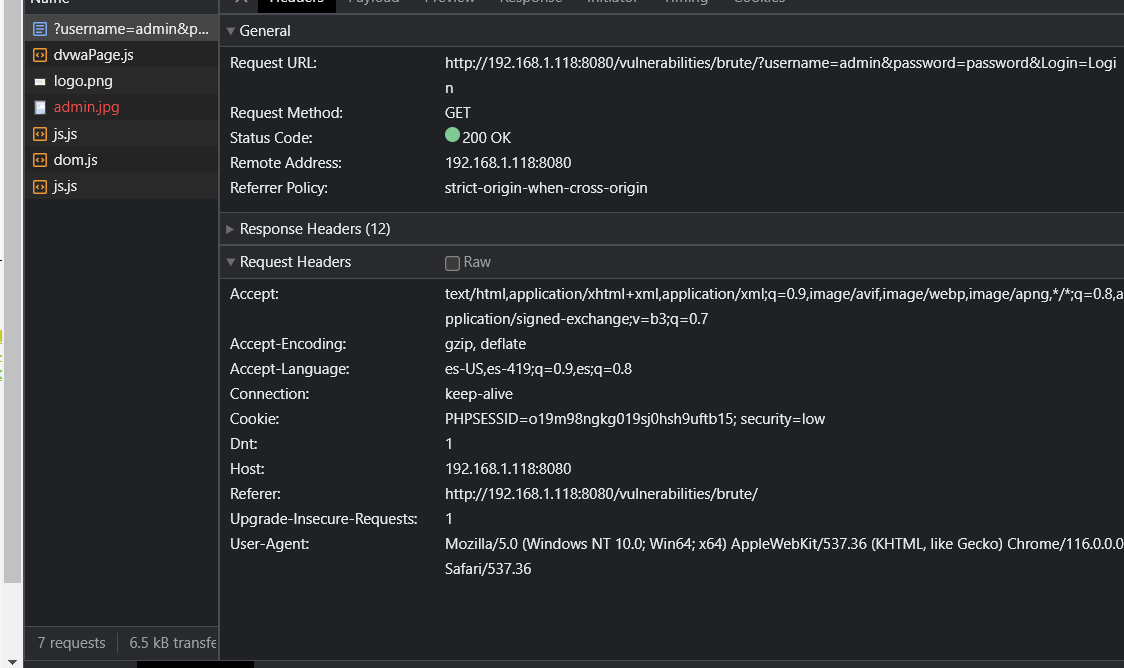 Name
Headers Payload Preview Response Initiator Timing Cookies
?username=admin&p...
dvwaPage.js
logo.png
admin.jpg
js.js
dom.js
js.js
7 requests
6.5 kB transfe
General
Request URL:
http://192.168.1.118:8080/vulnerabilities/brute/?username=admin&password=password&Login=Logi
n
Request Method:
GET
Status Code:
200 OK
Remote Address:
192.168.1.118:8080
Referrer Policy:
strict-origin-when-cross-origin
Response Headers (12)
Request Headers
Raw
Accept:
text/html,application/xhtml+xml,application/xml;q=0.9,image/avif,image/webp,image/apng,*/*;q=0.8,a
pplication/signed-exchange;v=b3;q=0.7
Accept-Encoding:
gzip, deflate
Accept-Language:
es-US,es-419;q=0.9,es;q=0.8
Connection:
keep-alive
Cookie:
PHPSESSID=o19m98ngkg019sj0hsh9uftb15; security=low
Dnt:
1
Host:
192.168.1.118:8080
Referer:
http://192.168.1.118:8080/vulnerabilities/brute/
Upgrade-Insecure-Requests:
1
User-Agent:
Mozilla/5.0 (Windows NT 10.0; Win64; x64) AppleWebKit/537.36 (KHTML, like Gecko) Chrome/116.0.0.0
Safari/537.36